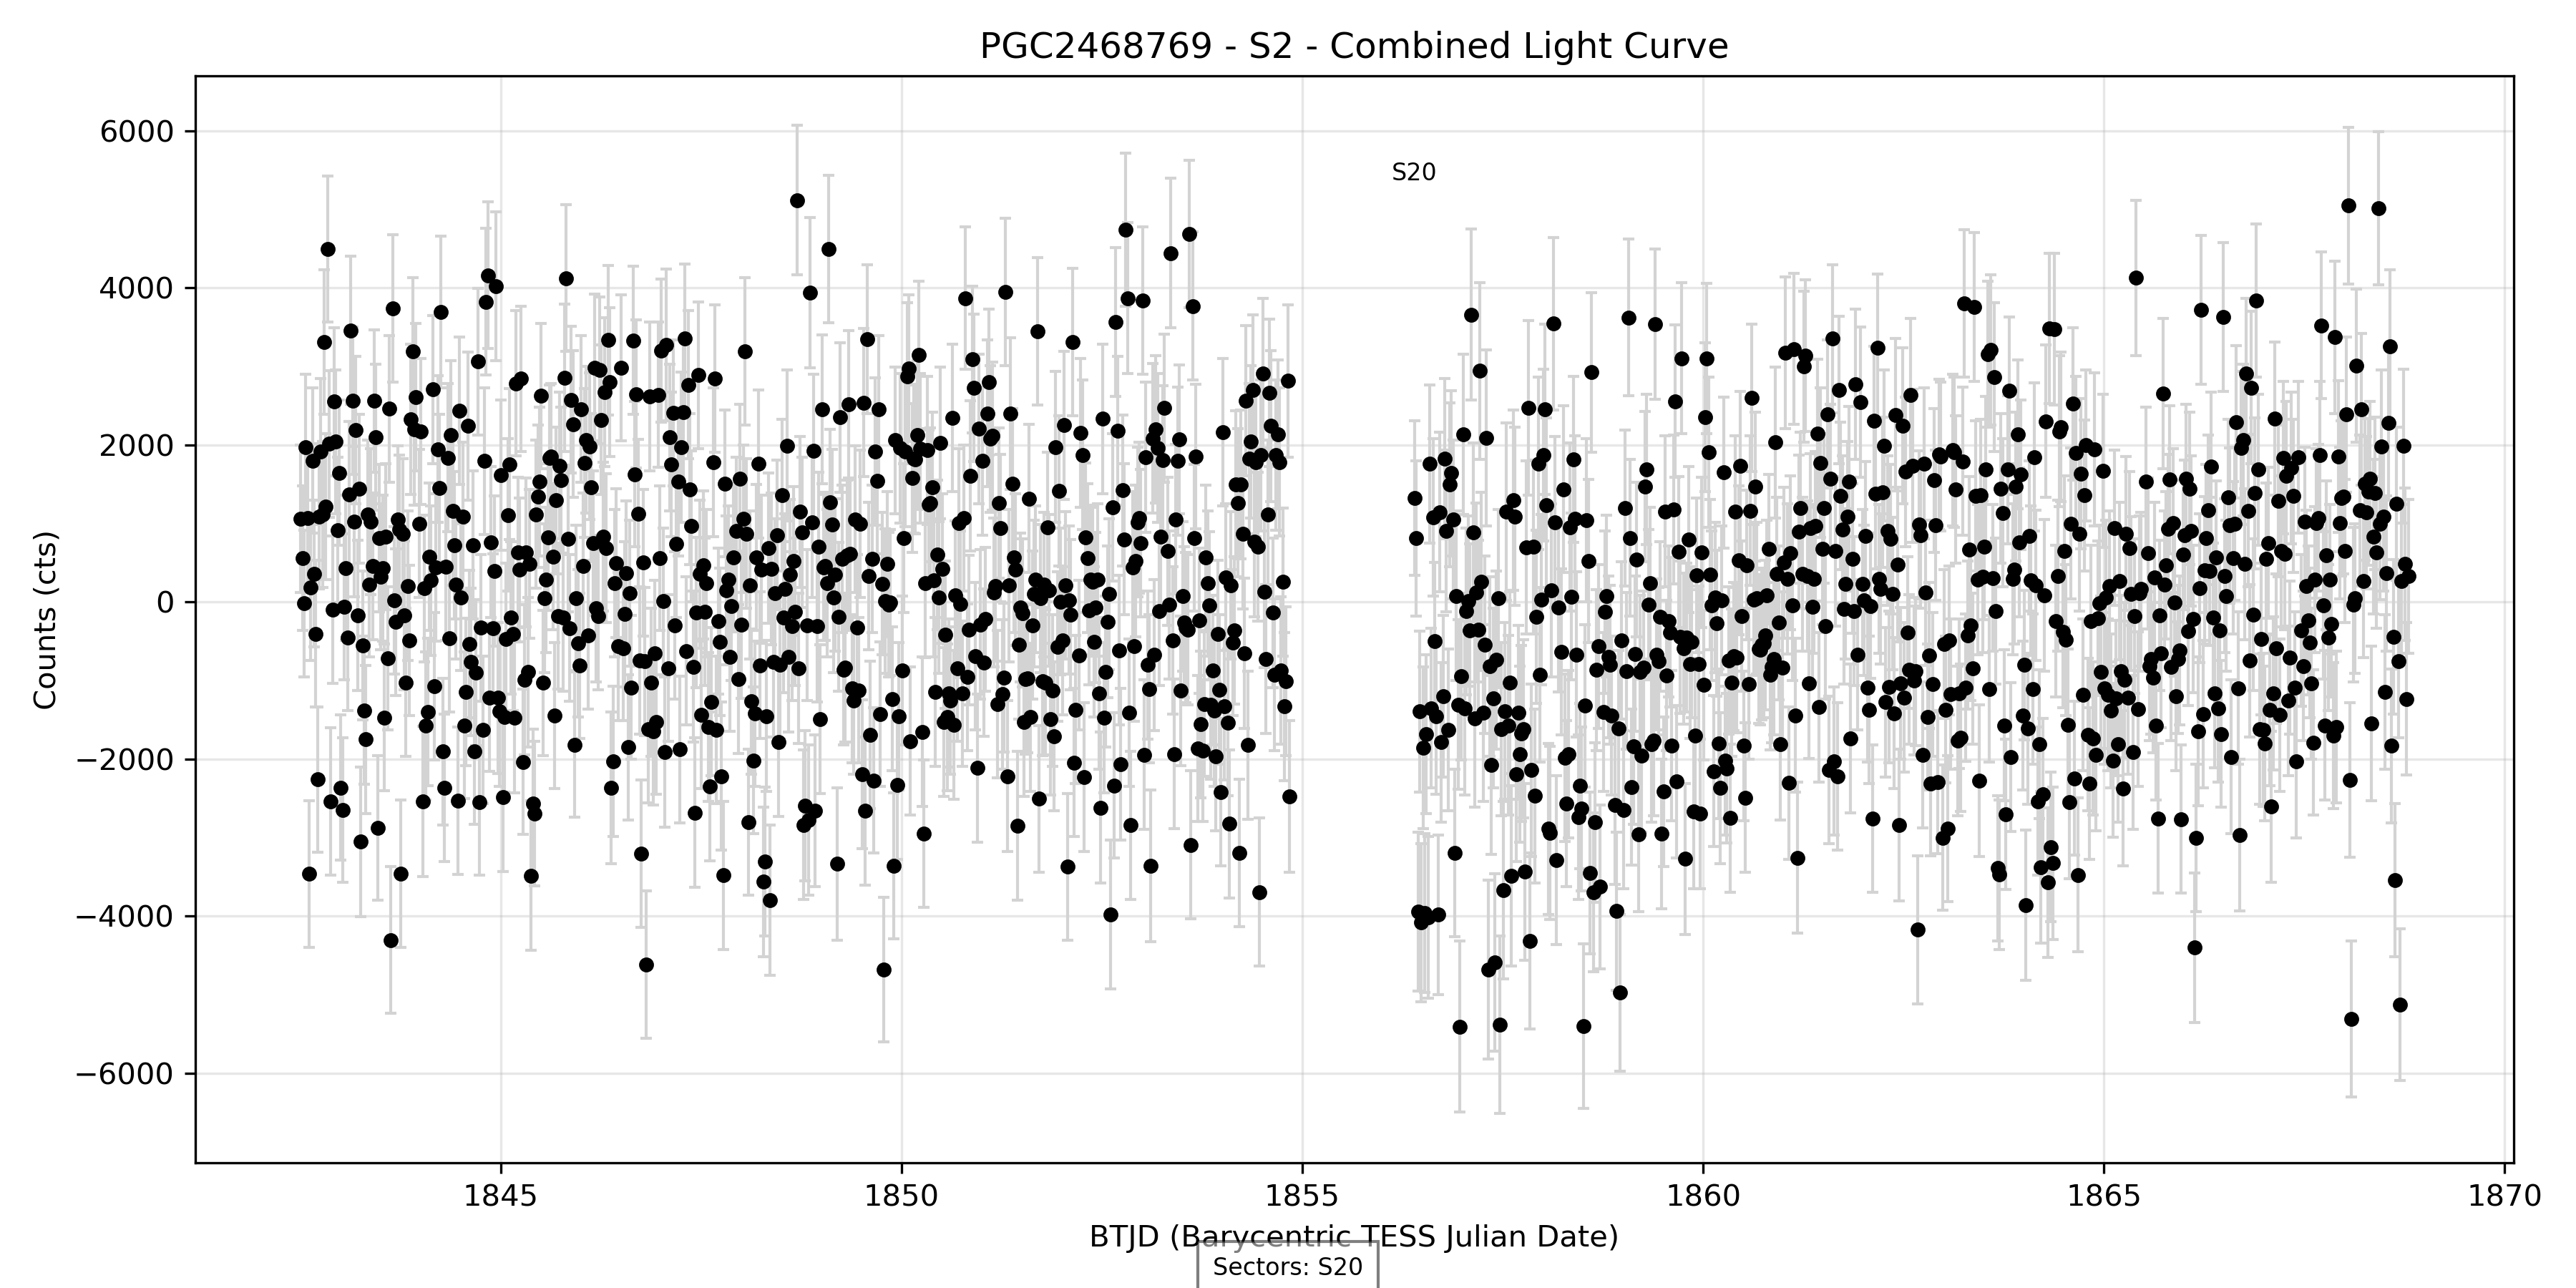 PGC2468769 - S2 - Combined Light Curve
6000
4000
2000
0
−2000
−4000
−6000
Counts (cts)
S20
1845
1850
1855
1860
1865
1870
BTJD (Barycentric TESS Julian Date)
Sectors: S20